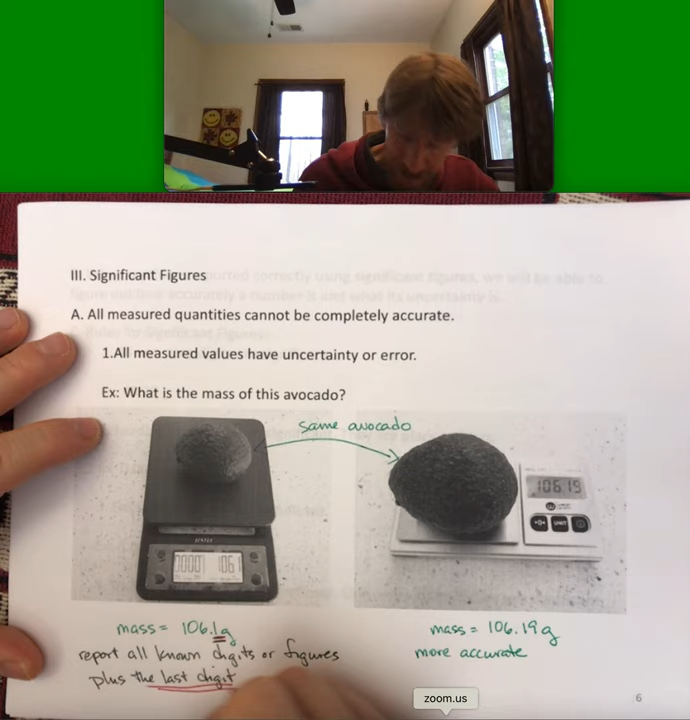 III. Significant Figures
A. All measured quantities cannot be completely accurate.
1.All measured values have uncertainty or error.
Ex: What is the mass of this avocado?
same avocado
106.19
UNIT
mass = 106.1g
mass = 106.19g
report all known digits or figures
more accurate
plus the last digit
zoom.us
6